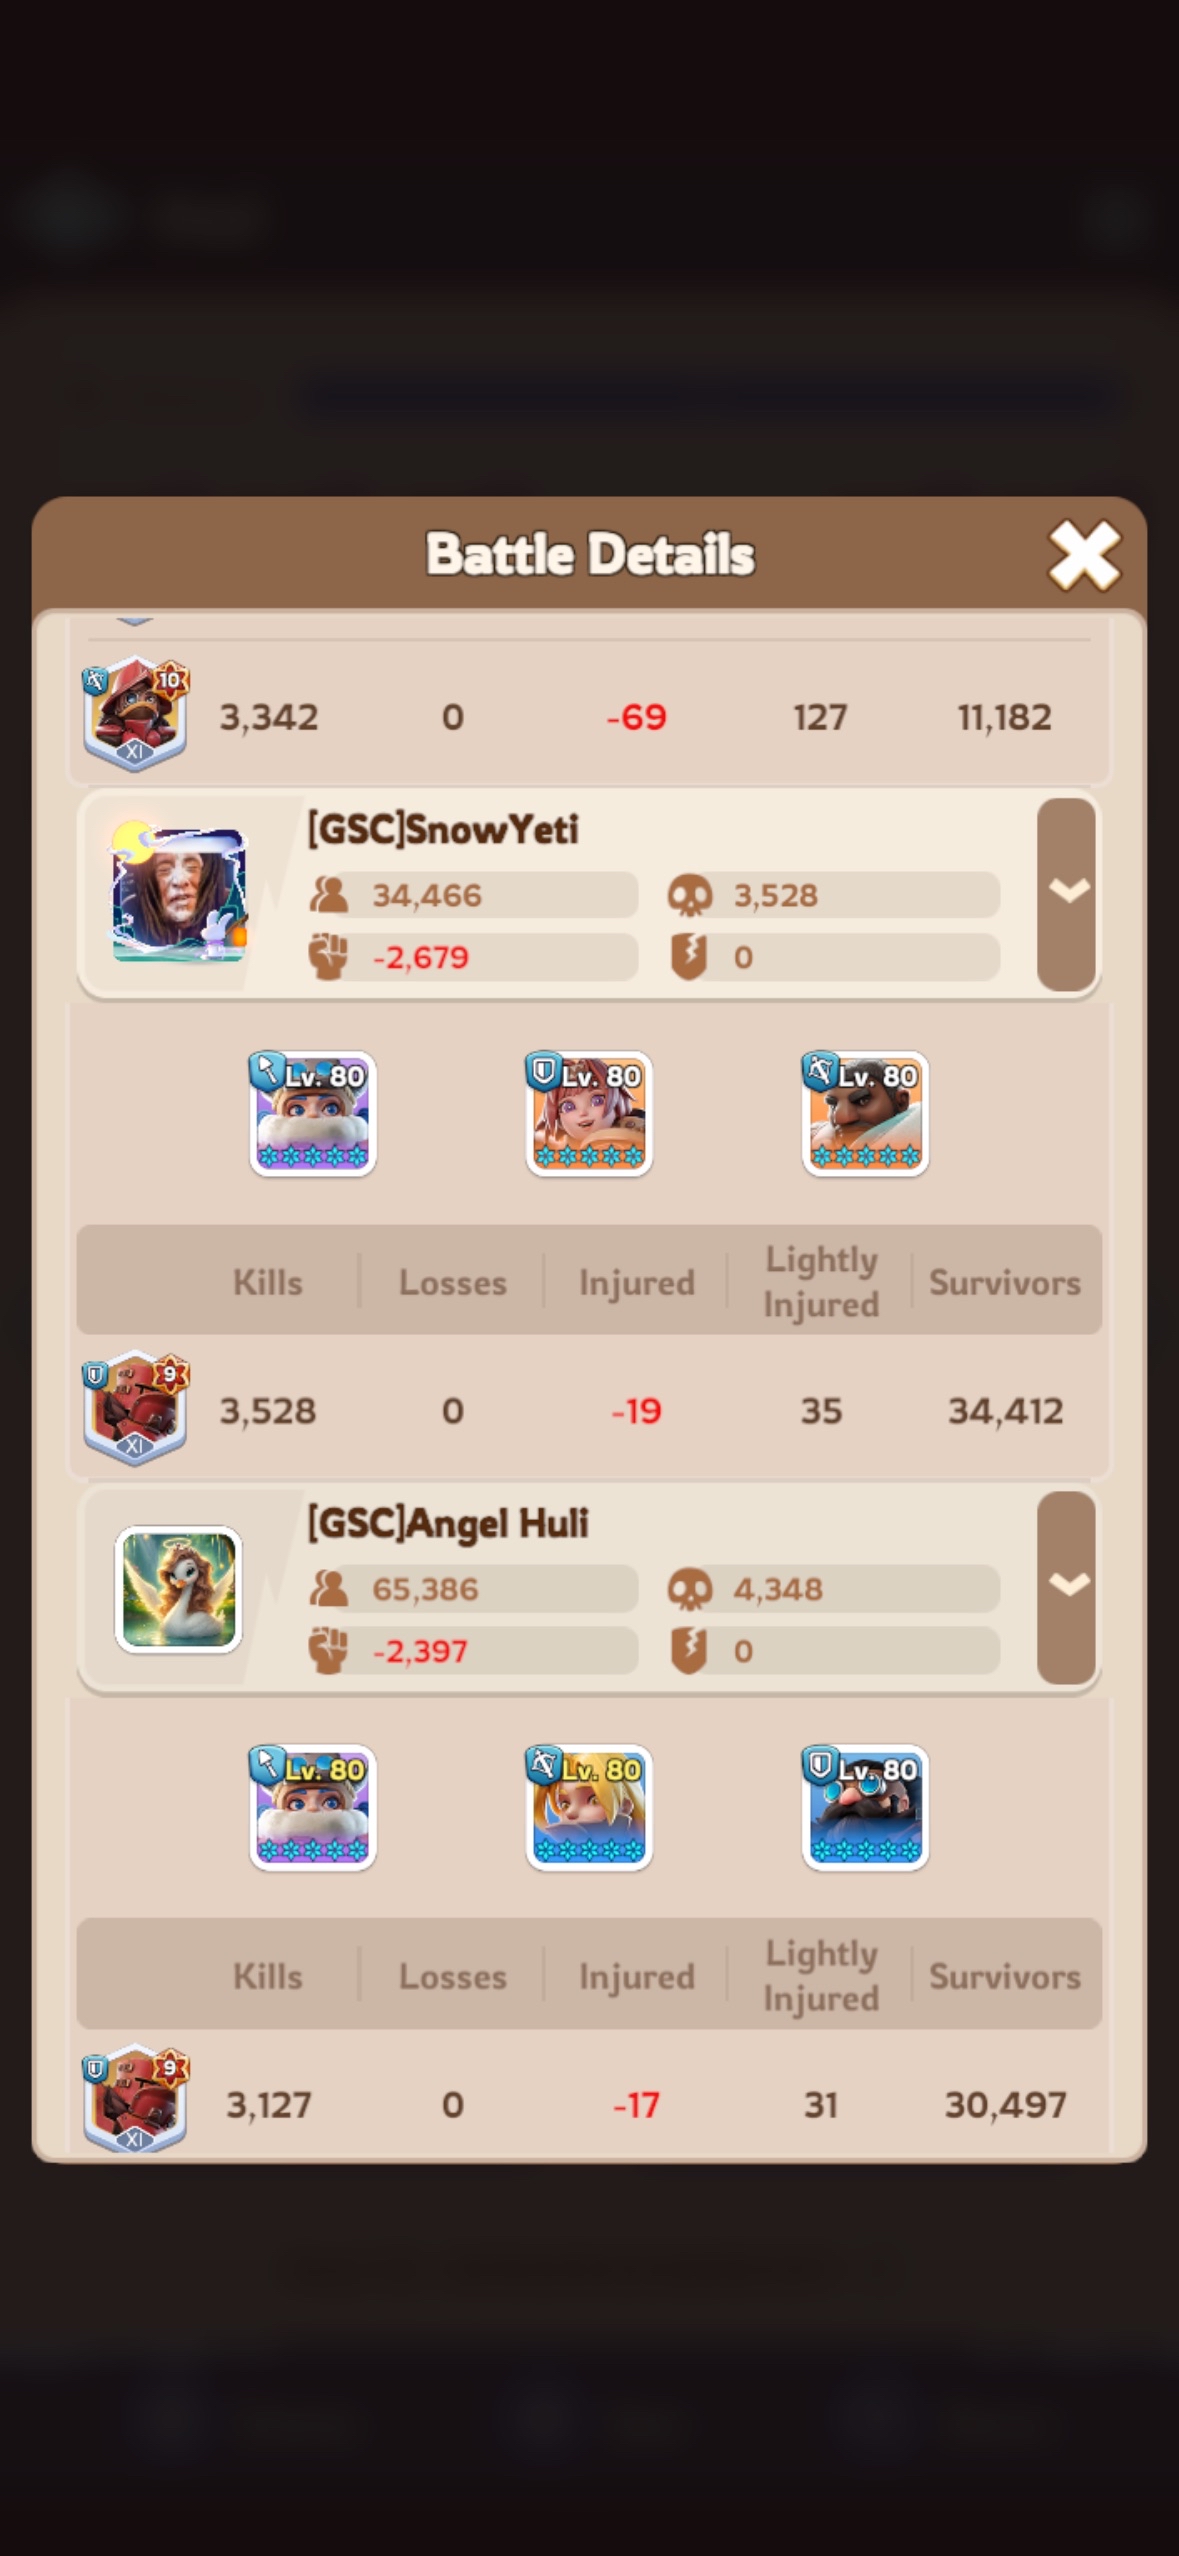 Battle Details
10
XI
3,342 0 -69 127 11,182
[GSC]SnowYeti
34,466 3,528
-2,679 0
Lv. 80 Lv. 80 Lv. 80
Kills Losses Injured Lightly Injured Survivors
9
XI
3,528 0 -19 35 34,412
[GSC]Angel Huli
65,386 4,348
-2,397 0
Lv. 80 Lv. 80 Lv. 80
Kills Losses Injured Lightly Injured Survivors
9
XI
3,127 0 -17 31 30,497